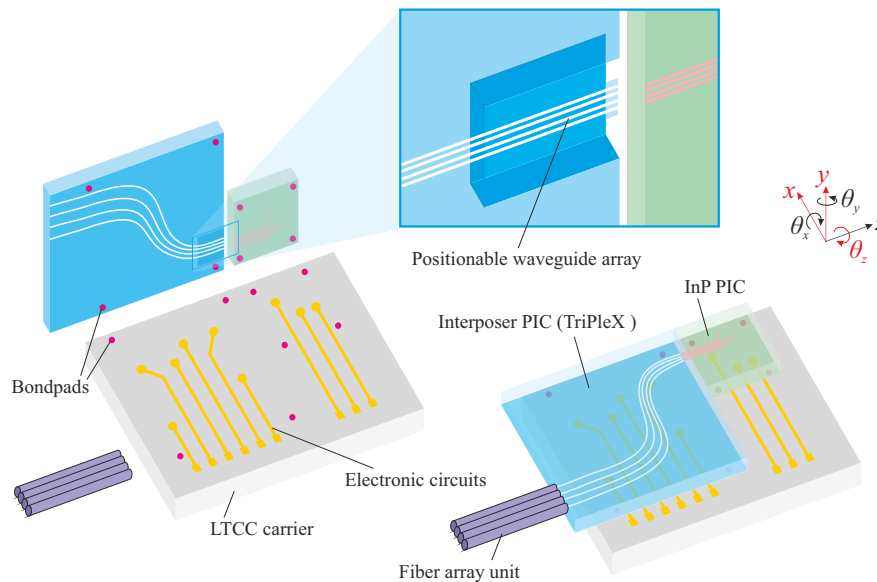 Positionable waveguide array
x
y
z
θy
θx
θz
InP PIC
Interposer PIC (TriPleX )
Bondpads
Electronic circuits
LTCC carrier
Fiber array unit